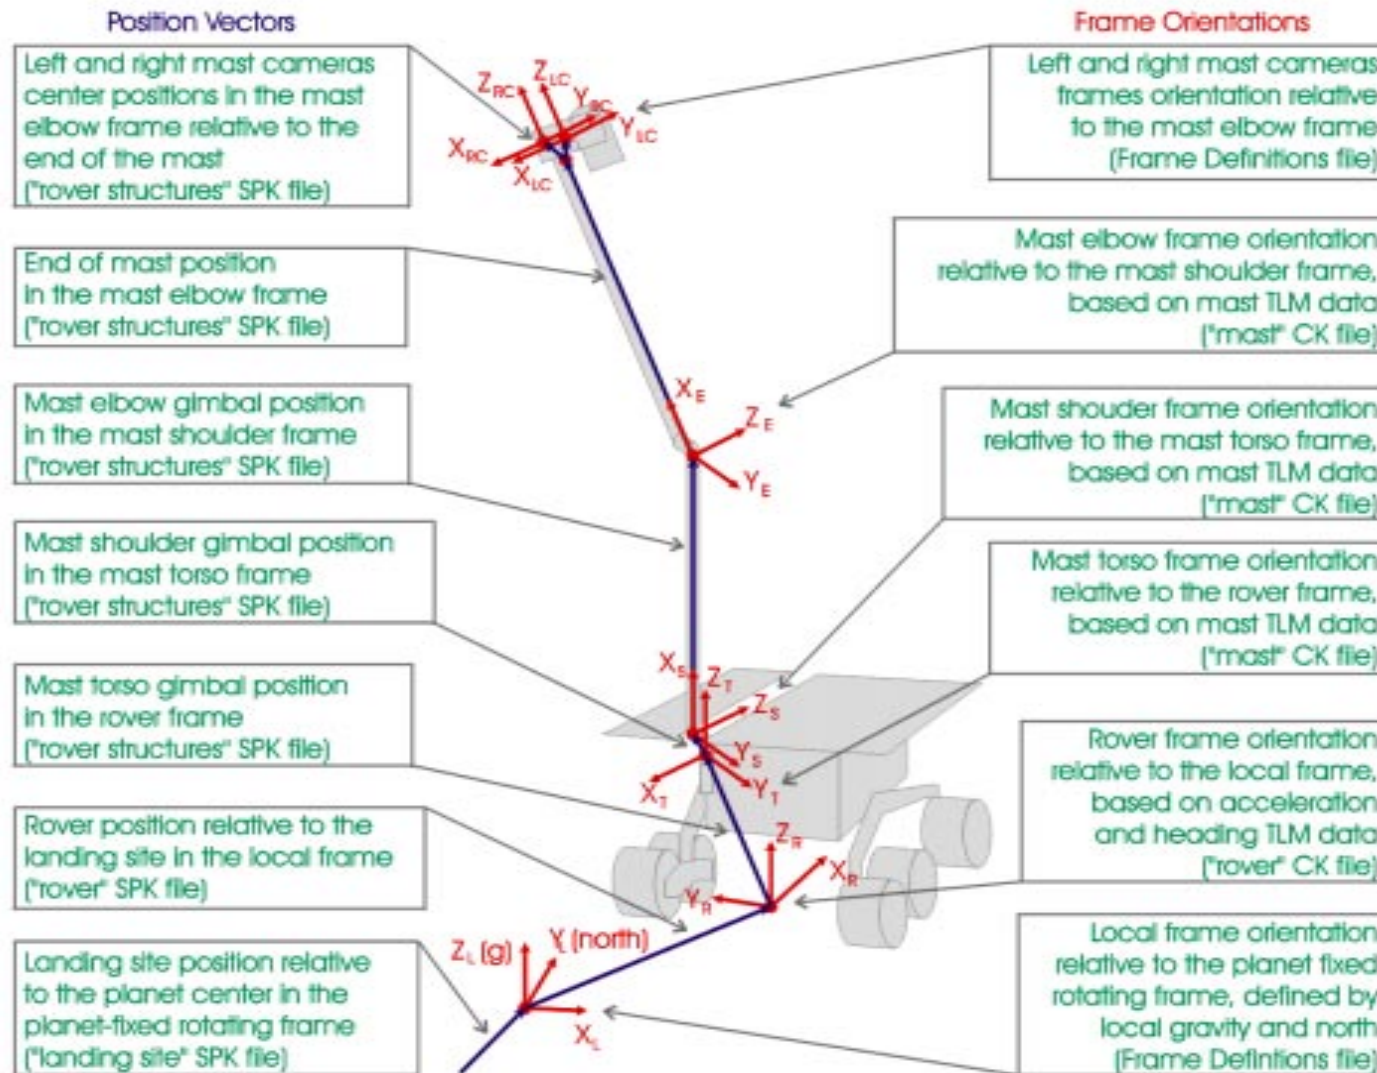 Position Vectors
Left and right mast cameras
center positions in the mast
elbow frame relative to the
end of the mast
("rover structures" SPK file)
End of mast position
in the mast elbow frame
("rover structures" SPK file)
Mast elbow gimbal position
in the mast shoulder frame
("rover structures" SPK file)
Mast shoulder gimbal position
in the mast torso frame
("rover structures" SPK file)
Mast torso gimbal position
in the rover frame
("rover structures" SPK file)
Rover position relative to the
landing site in the local frame
("rover" SPK file)
Landing site position relative
to the planet center in the
planet-fixed rotating frame
("landing site" SPK file)
Z_RC
Z_LC
Y_RC
Y_LC
X_RC
X_LC
X_E
Z_E
Y_E
X_S
Z_T
Z_S
Y_S
Y_T
X_T
Z_R
X_R
Y_R
Z_L (g)
Y_L (north)
X_L
Frame Orientations
Left and right mast cameras
frames orientation relative
to the mast elbow frame
(Frame Definitions file)
Mast elbow frame orientation
relative to the mast shoulder frame,
based on mast TLM data
("mast" CK file)
Mast shouder frame orientation
relative to the mast torso frame,
based on mast TLM data
("mast" CK file)
Mast torso frame orientation
relative to the rover frame,
based on mast TLM data
("mast" CK file)
Rover frame orientation
relative to the local frame,
based on acceleration
and heading TLM data
("rover" CK file)
Local frame orientation
relative to the planet fixed
rotating frame, defined by
local gravity and north
(Frame Defintions file)